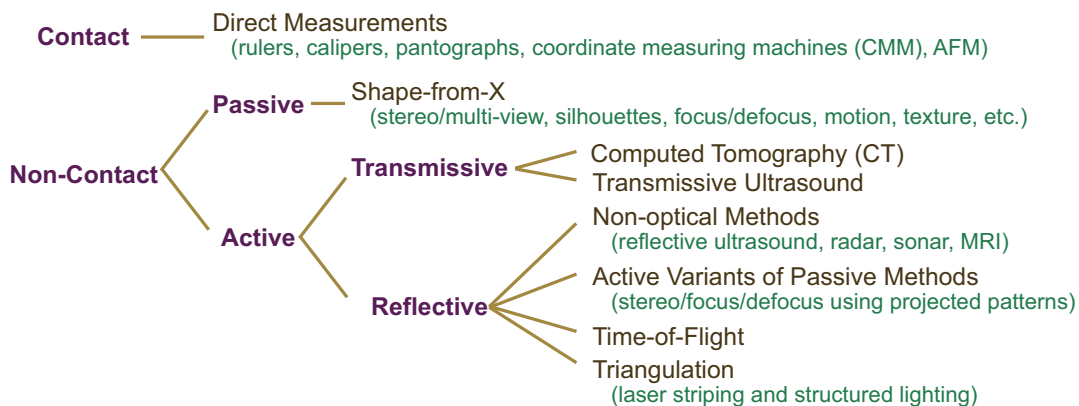 Contact
Direct Measurements
(rulers, calipers, pantographs, coordinate measuring machines (CMM), AFM)
Non-Contact
Passive
Shape-from-X
(stereo/multi-view, silhouettes, focus/defocus, motion, texture, etc.)
Active
Transmissive
Computed Tomography (CT)
Transmissive Ultrasound
Reflective
Non-optical Methods
(reflective ultrasound, radar, sonar, MRI)
Active Variants of Passive Methods
(stereo/focus/defocus using projected patterns)
Time-of-Flight
Triangulation
(laser striping and structured lighting)